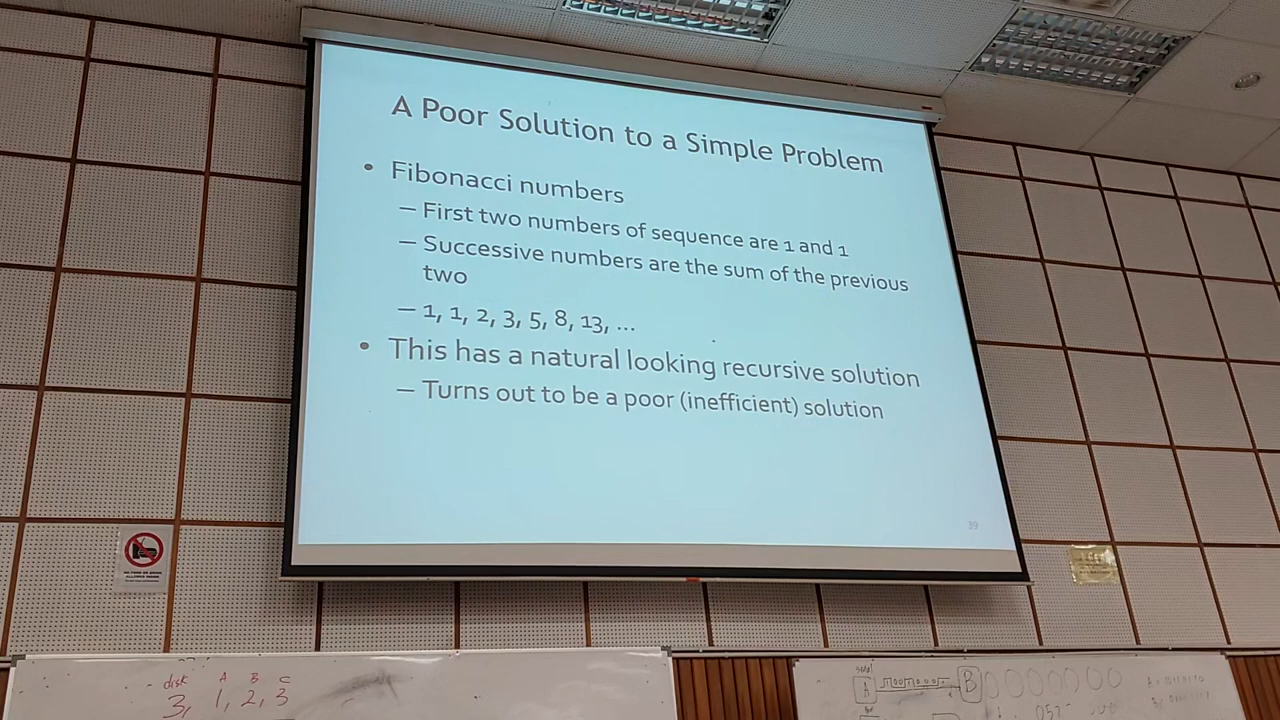 A Poor Solution to a Simple Problem
• Fibonacci numbers
– First two numbers of sequence are 1 and 1
– Successive numbers are the sum of the previous
two
– 1, 1, 2, 3, 5, 8, 13, ...
• This has a natural looking recursive solution
– Turns out to be a poor (inefficient) solution
39
disk A B C
3, 1, 2, 3
B